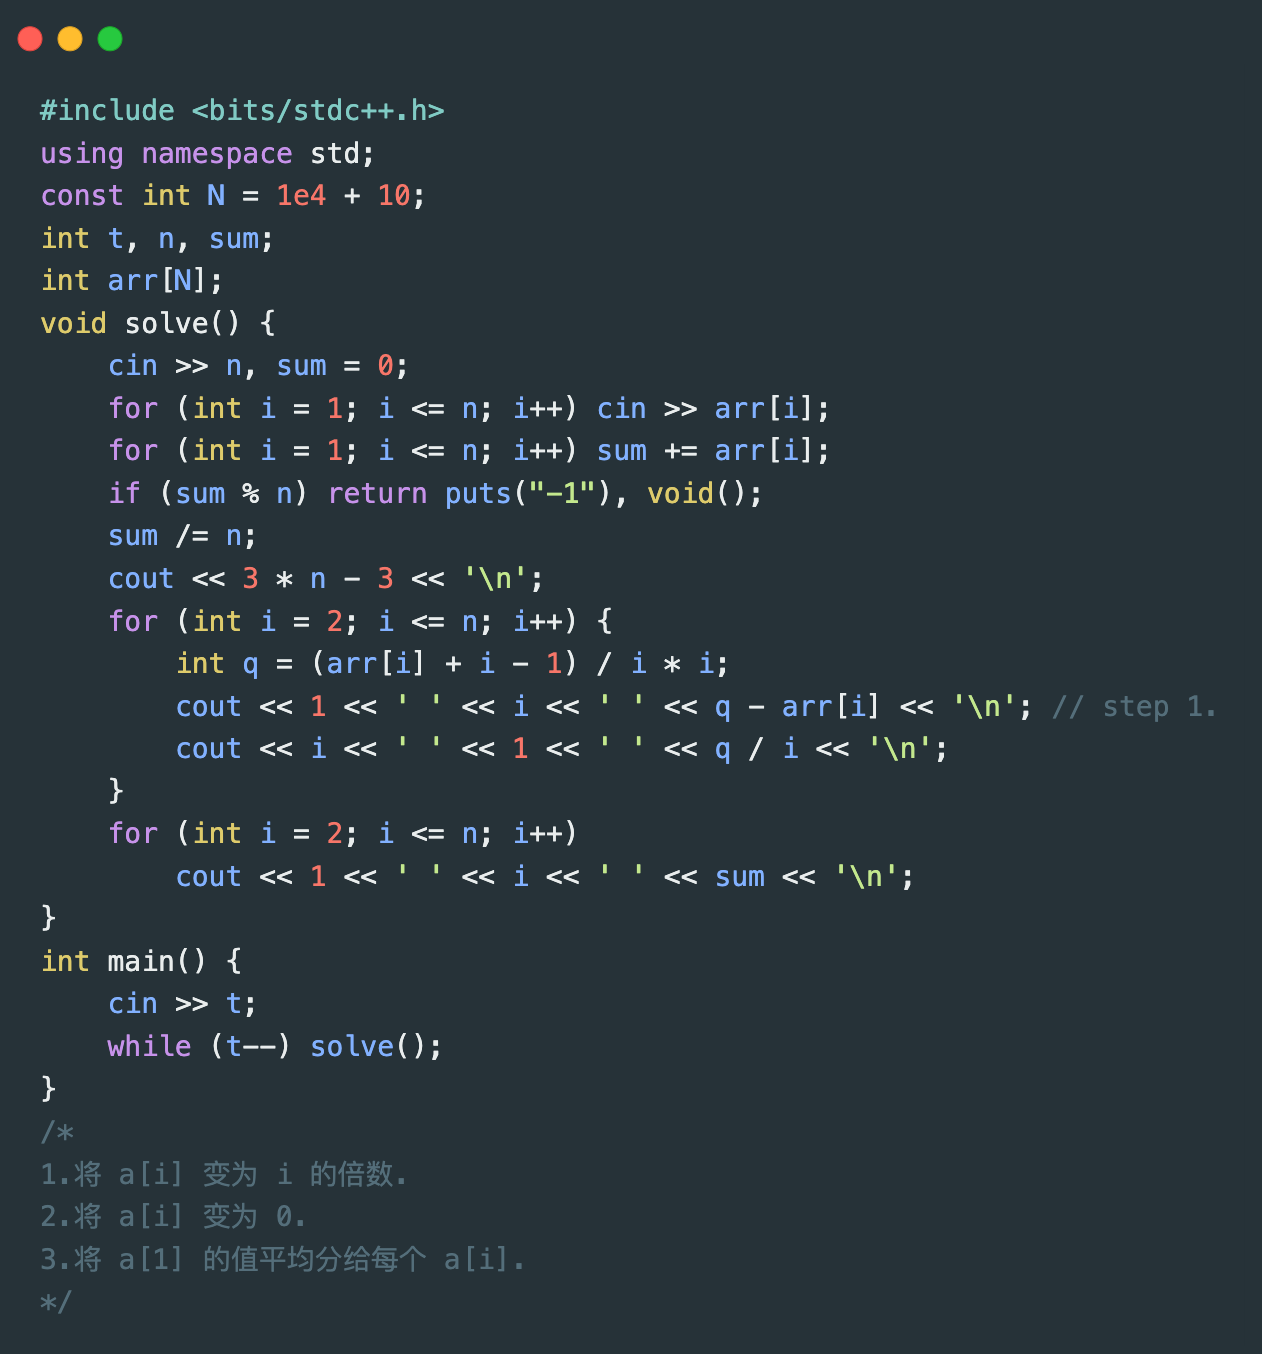 #include <bits/stdc++.h>
using namespace std;
const int N = 1e4 + 10;
int t, n, sum;
int arr[N];
void solve() {
    cin >> n, sum = 0;
    for (int i = 1; i <= n; i++) cin >> arr[i];
    for (int i = 1; i <= n; i++) sum += arr[i];
    if (sum % n) return puts("-1"), void();
    sum /= n;
    cout << 3 * n - 3 << '\n';
    for (int i = 2; i <= n; i++) {
        int q = (arr[i] + i - 1) / i * i;
        cout << 1 << ' ' << i << ' ' << q - arr[i] << '\n'; // step 1.
        cout << i << ' ' << 1 << ' ' << q / i << '\n';
    }
    for (int i = 2; i <= n; i++)
        cout << 1 << ' ' << i << ' ' << sum << '\n';
}
int main() {
    cin >> t;
    while (t--) solve();
}
/*
1.将 a[i] 变为 i 的倍数.
2.将 a[i] 变为 0.
3.将 a[1] 的值平均分给每个 a[i].
*/